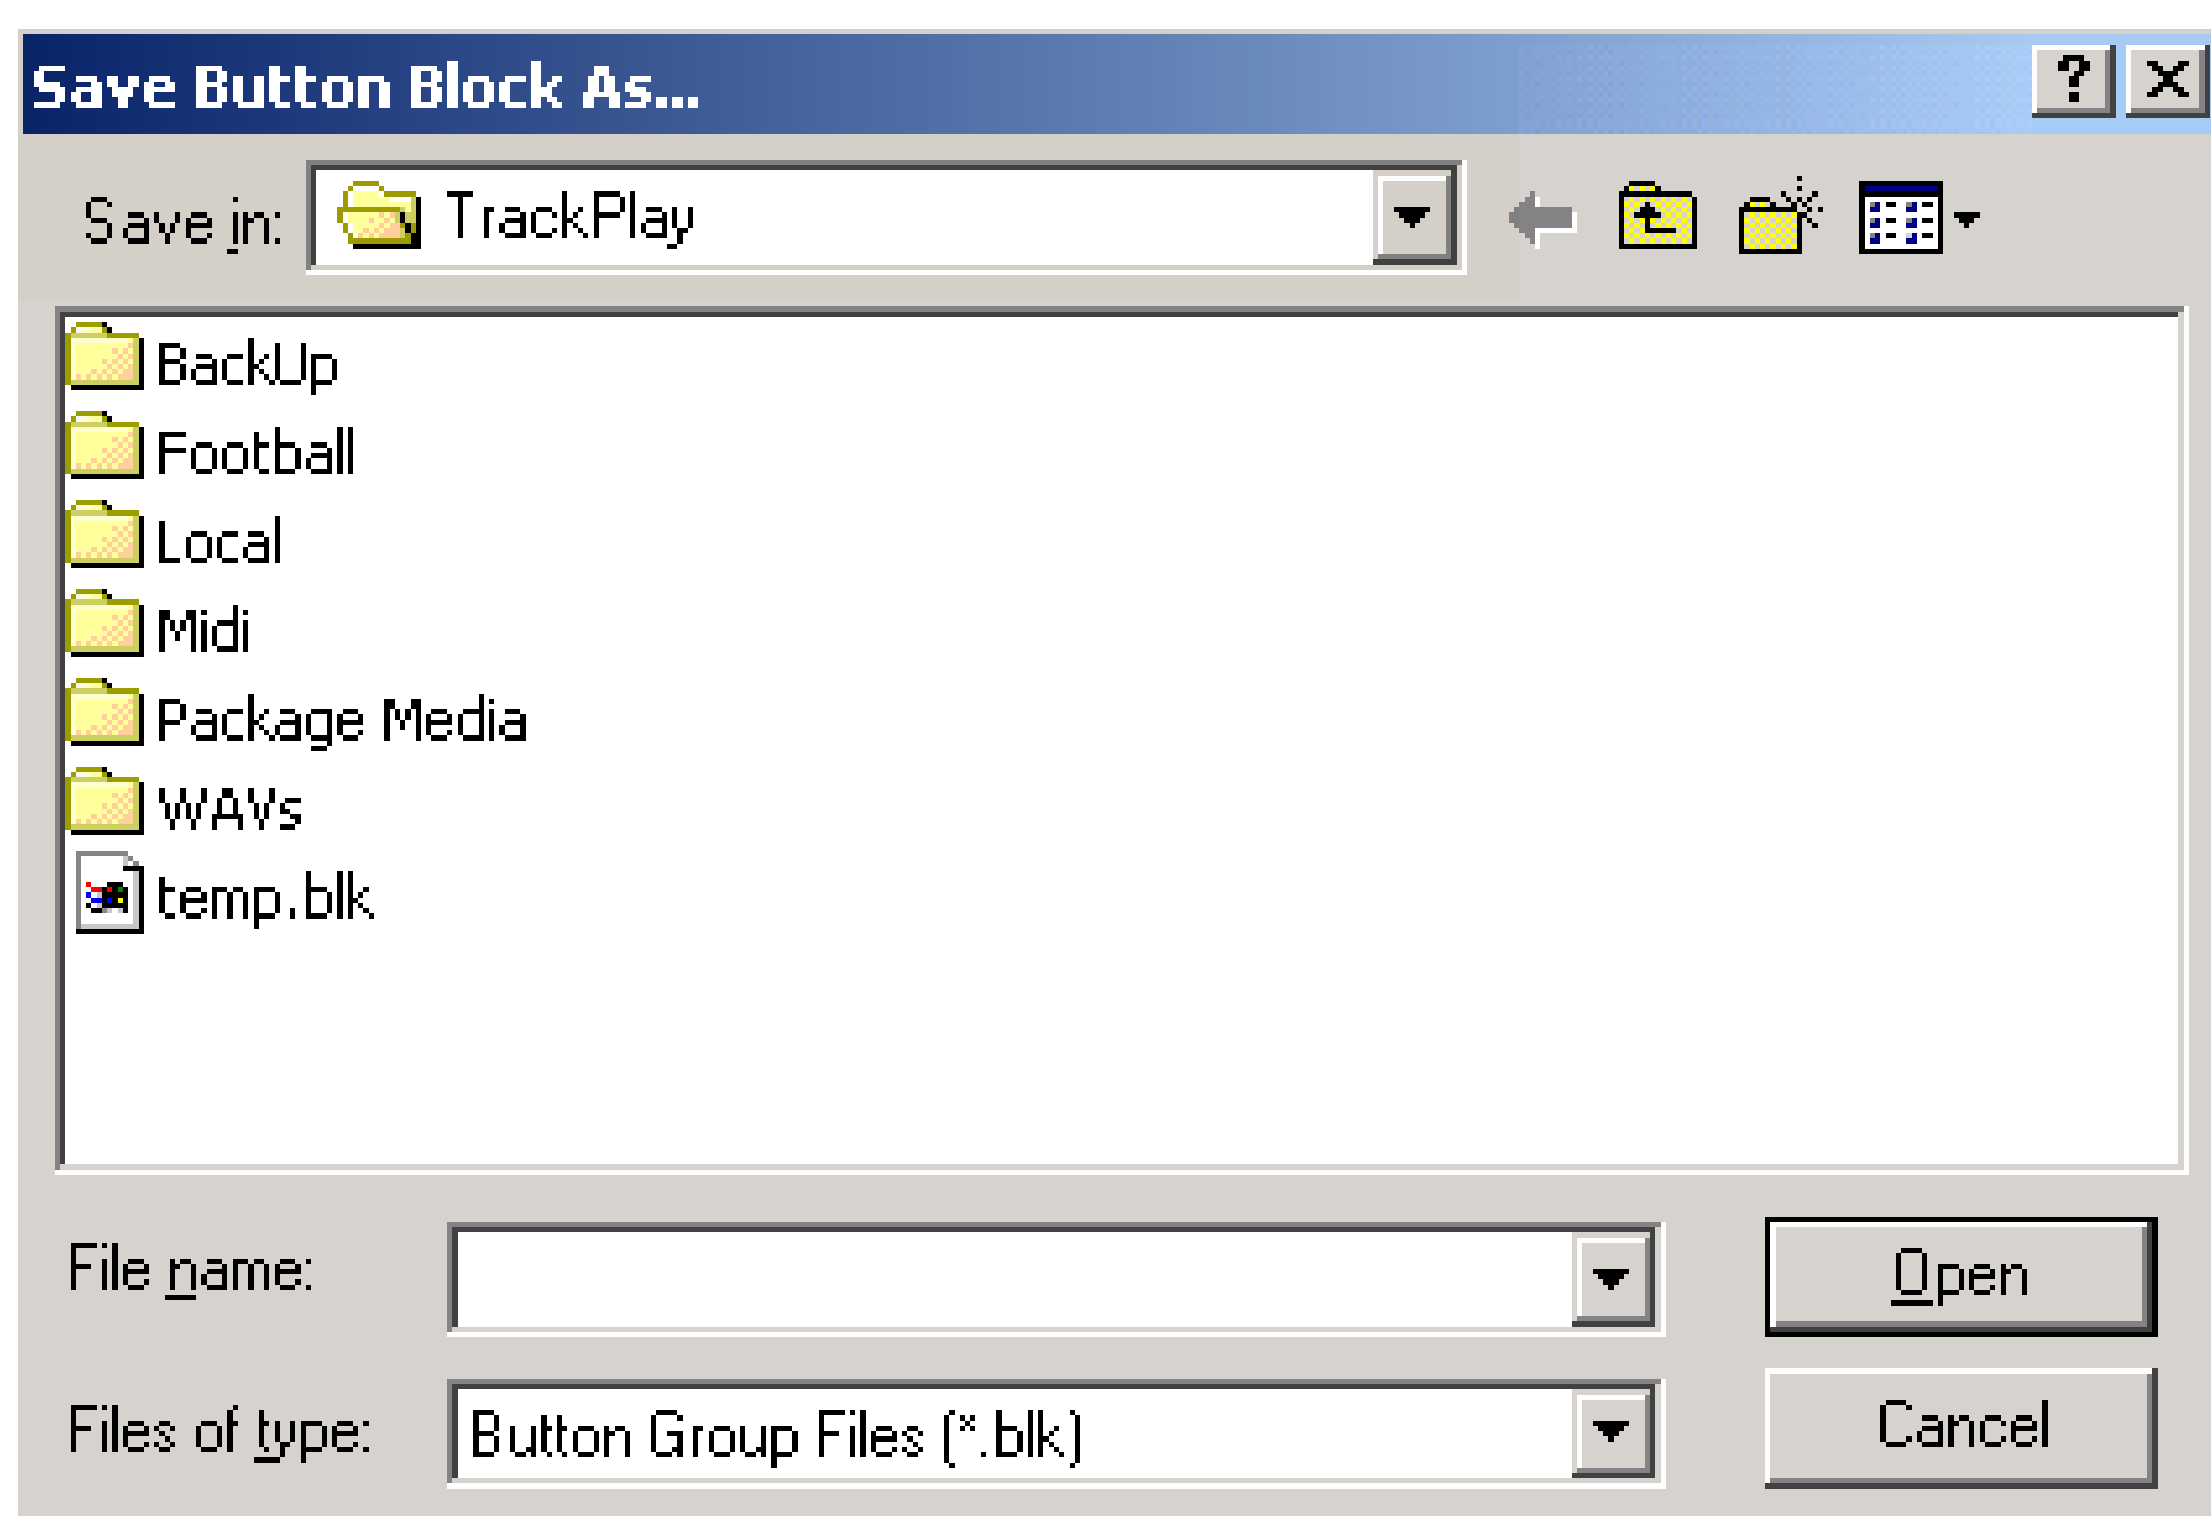 Save Button Block As...
Save in: TrackPlay
BackUp
Football
Local
Midi
Package Media
WAVs
temp.blk
File name: Open
Files of type: Button Group Files (*.blk) Cancel